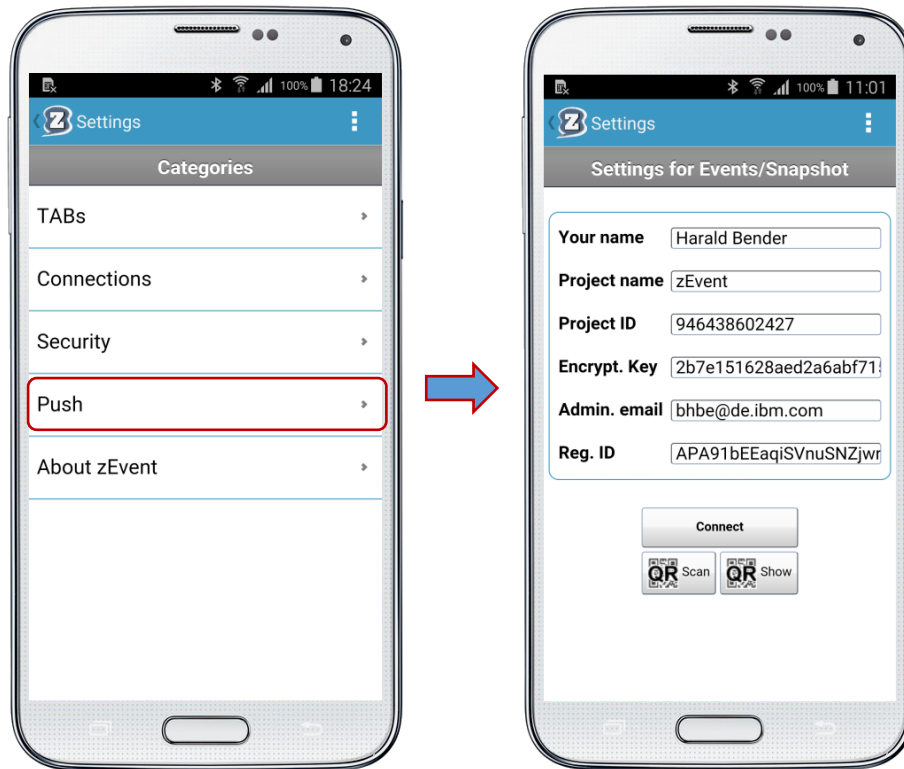 100% 18:24
Z Settings
Categories
TABs
Connections
Security
Push
About zEvent
100% 11:01
Z Settings
Settings for Events/Snapshot
Your name Harald Bender
Project name zEvent
Project ID 946438602427
Encrypt. Key 2b7e151628aed2a6abf71
Admin. email bhbe@de.ibm.com
Reg. ID APA91bEEaqiSVnuSNZjwr
Connect
QR Scan QR Show